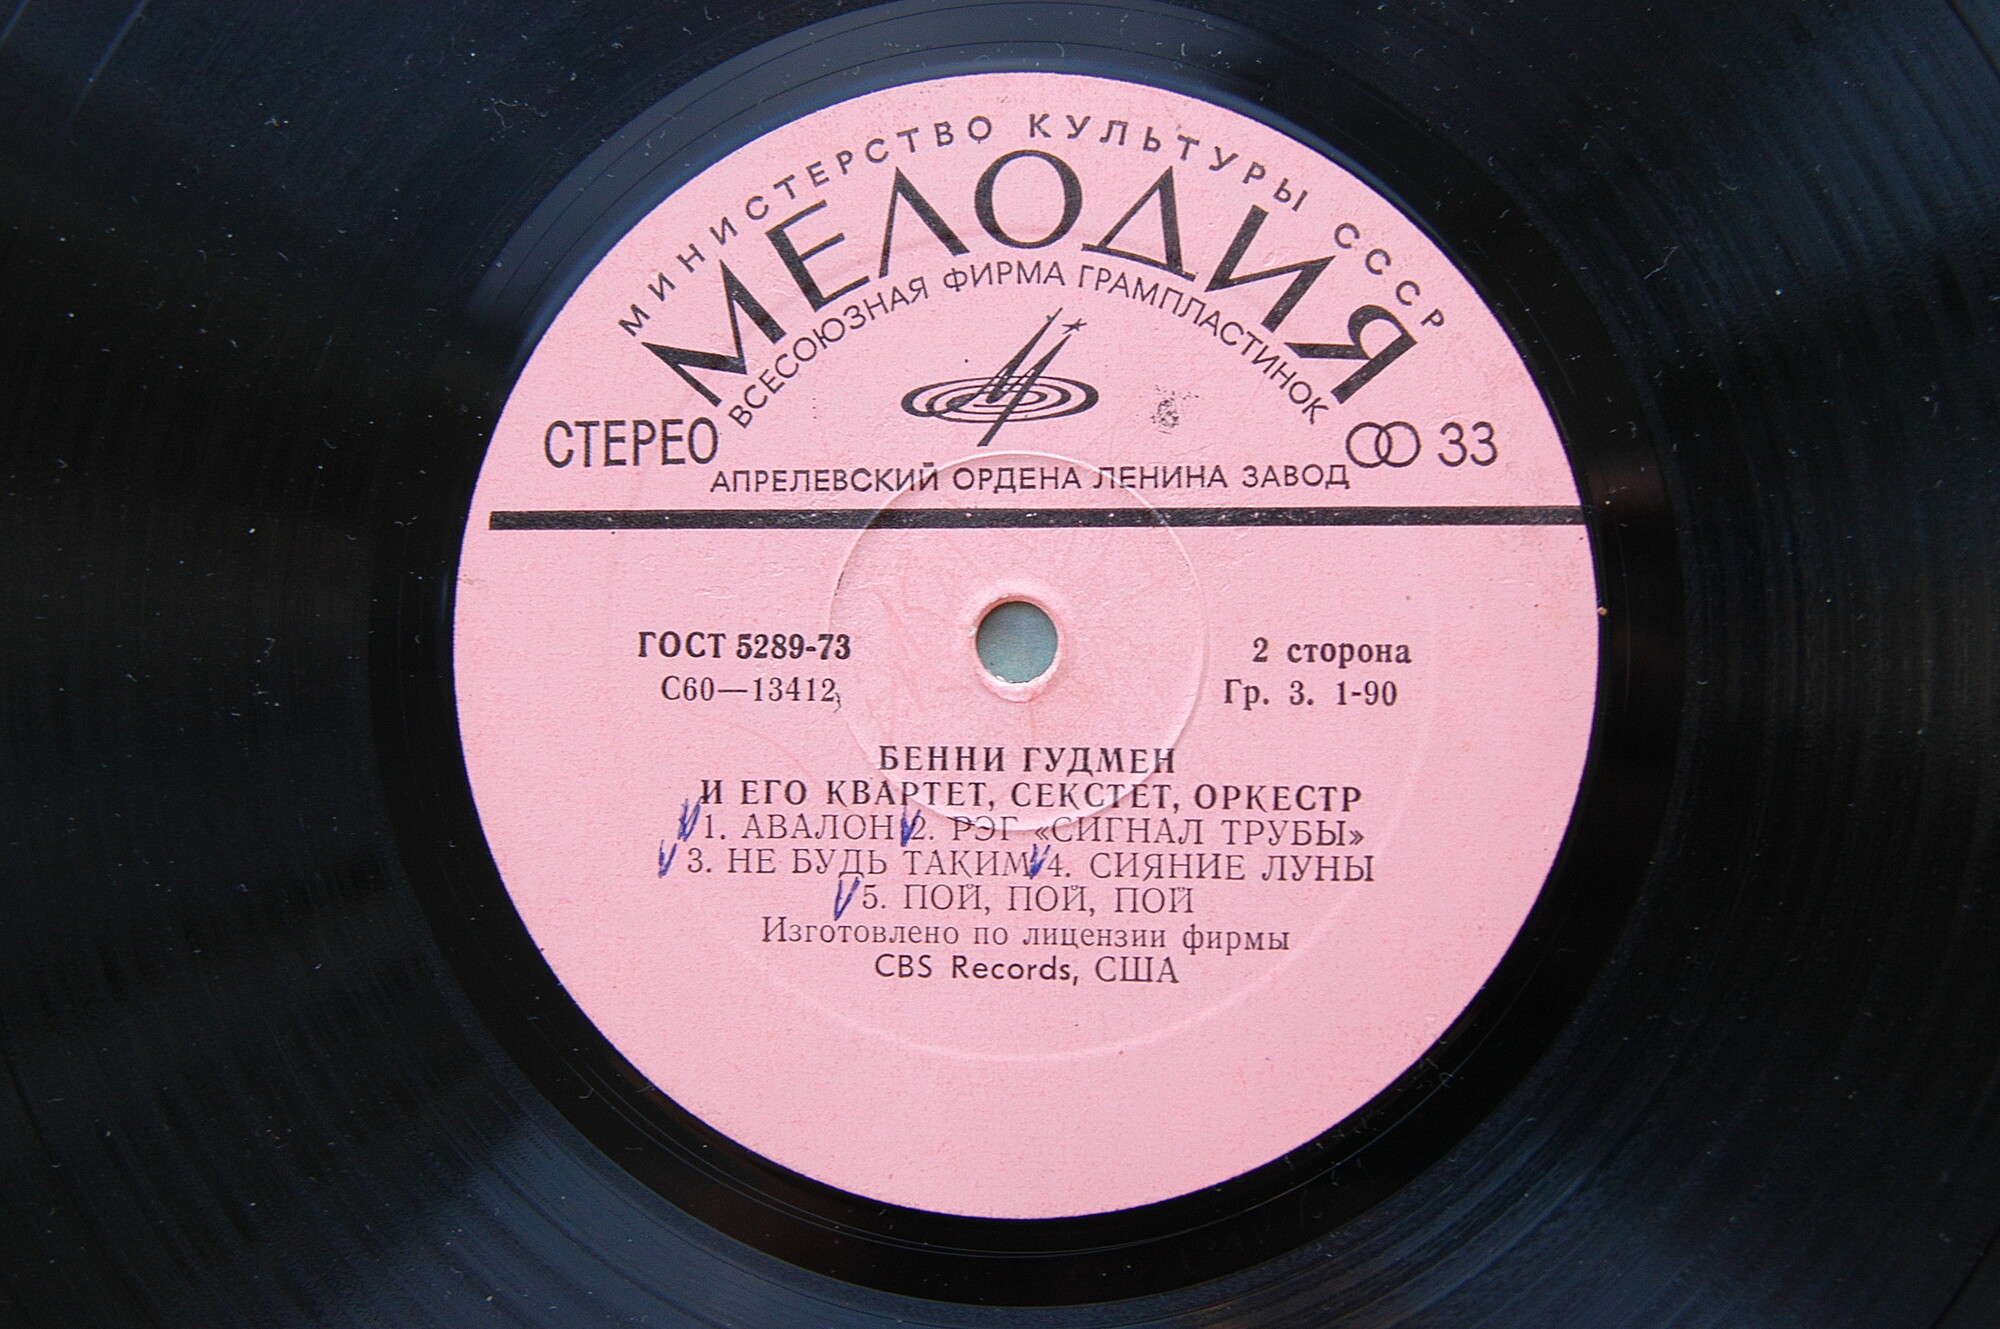 МИНИСТЕРСТВО КУЛЬТУРЫ СССР
МЕЛОДИЯ
ВСЕСОЮЗНАЯ ФИРМА ГРАМПЛАСТИНОК
СТЕРЕО
33
АПРЕЛЕВСКИЙ ОРДЕНА ЛЕНИНА ЗАВОД
ГОСТ 5289-73
2 сторона
С60—13412
Гр. 3. 1-90
БЕННИ ГУДМЕН
И ЕГО КВАРТЕТ, СЕКСТЕТ, ОРКЕСТР
1. АВАЛОН 2. РЭГ «СИГНАЛ ТРУБЫ»
3. НЕ БУДЬ ТАКИМ 4. СИЯНИЕ ЛУНЫ
5. ПОЙ, ПОЙ, ПОЙ
Изготовлено по лицензии фирмы
CBS Records, США